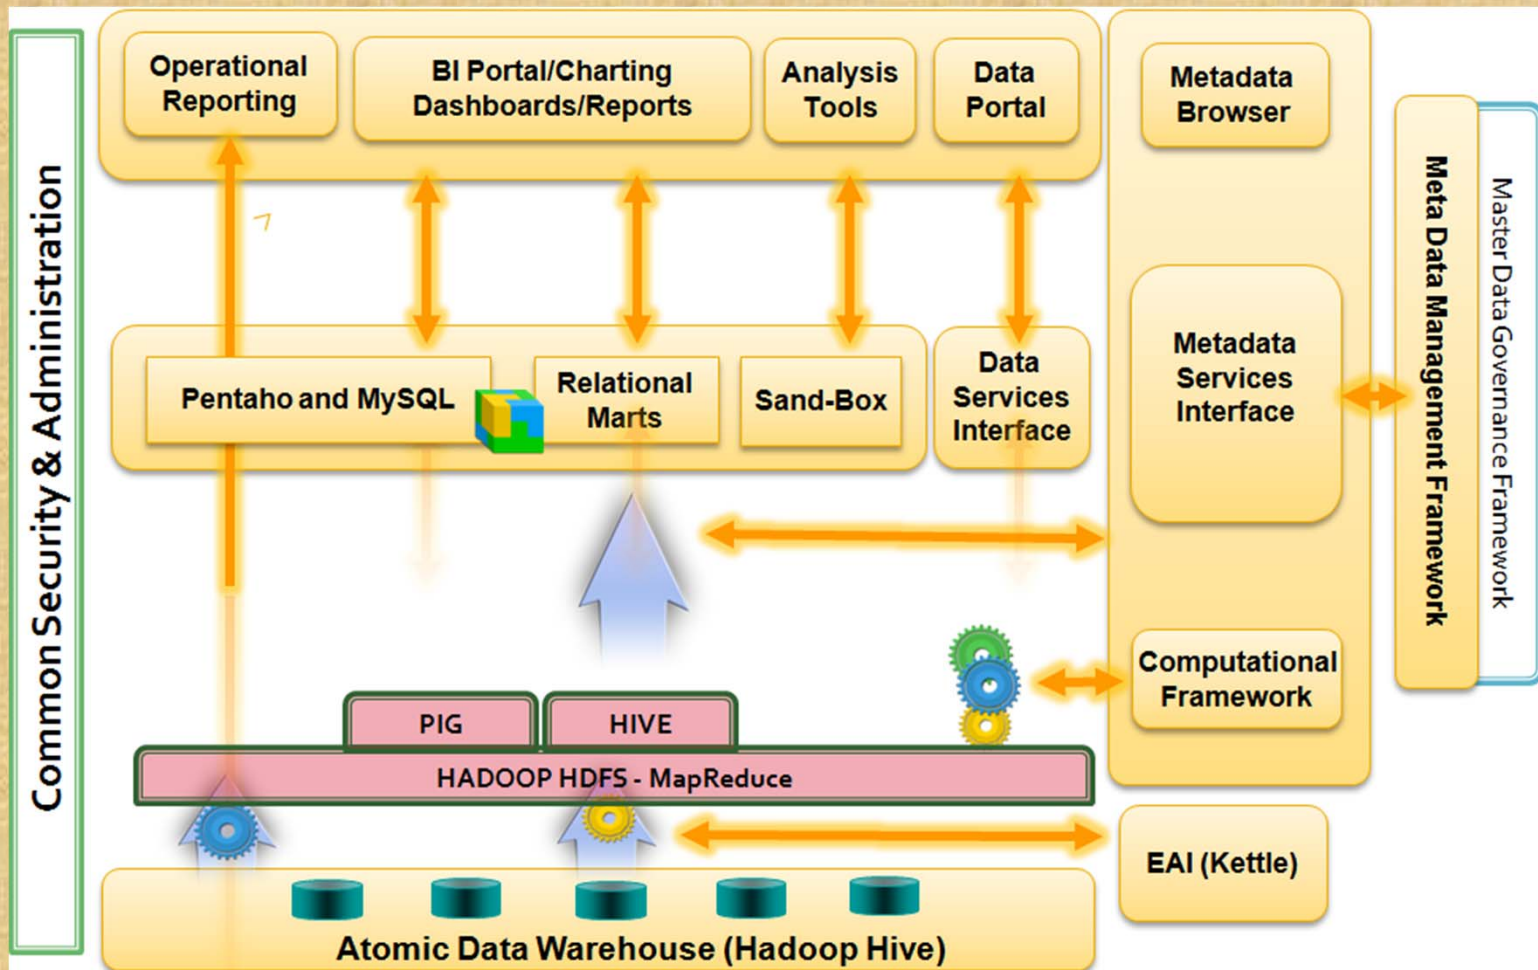 Common Security & Administration
Operational
Reporting
BI Portal/Charting
Dashboards/Reports
Analysis
Tools
Data
Portal
Metadata
Browser
Pentaho and MySQL
Relational
Marts
Sand-Box
Data
Services
Interface
Metadata
Services
Interface
Meta Data Management Framework
Master Data Governance Framework
Computational
Framework
PIG
HIVE
HADOOP HDFS - MapReduce
EAI (Kettle)
Atomic Data Warehouse (Hadoop Hive)